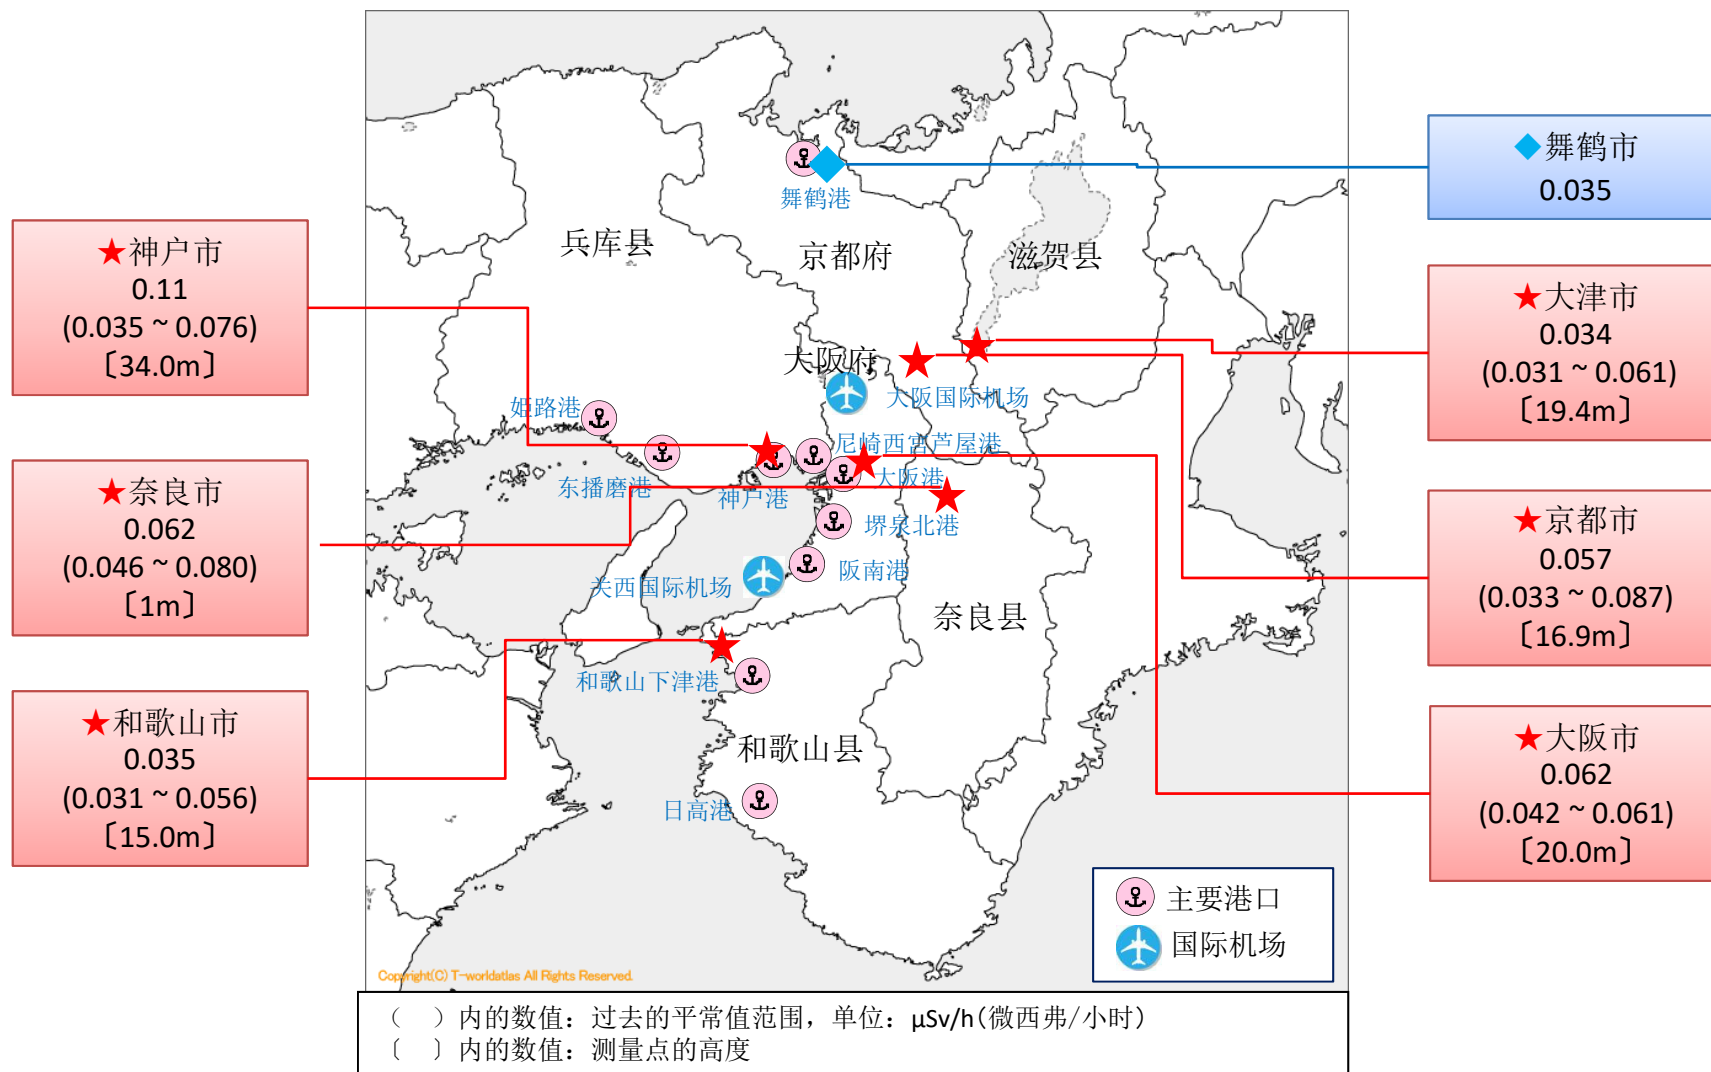 ★神户市
0.11
(0.035 ~ 0.076)
〔34.0m〕
★奈良市
0.062
(0.046 ~ 0.080)
〔1m〕
★和歌山市
0.035
(0.031 ~ 0.056)
〔15.0m〕
舞鹤港
兵库县
京都府
滋贺县
大阪府
大阪国际机场
姫路港
尼崎西宫芦屋港
东播磨港
神户港
大阪港
堺泉北港
关西国际机场
阪南港
奈良县
和歌山下津港
和歌山县
日高港
主要港口
国际机场
Copyright(C) T-worldatlas All Rights Reserved.
◆舞鹤市
0.035
★大津市
0.034
(0.031 ~ 0.061)
〔19.4m〕
★京都市
0.057
(0.033 ~ 0.087)
〔16.9m〕
★大阪市
0.062
(0.042 ~ 0.061)
〔20.0m〕
（　）内的数值：过去的平常值范围，单位：μSv/h(微西弗/小时)
〔　〕内的数值：测量点的高度